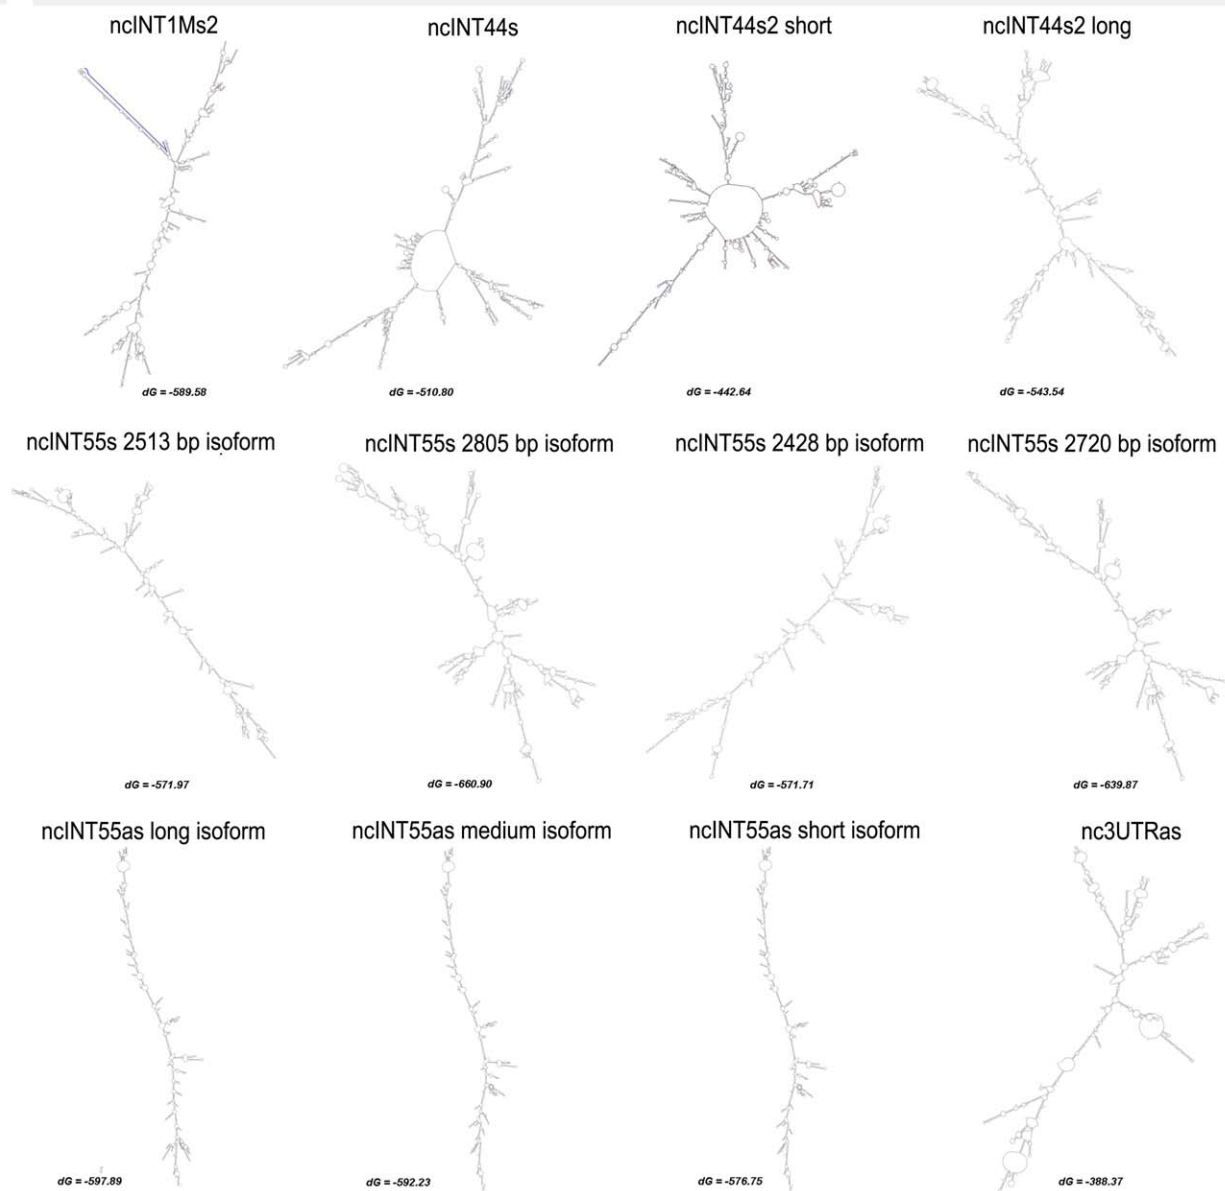 ncINT1Ms2
ncINT44s
ncINT44s2 short
ncINT44s2 long
dG = -589.58
dG = -510.80
dG = -442.64
dG = -543.54
ncINT55s 2513 bp isoform
ncINT55s 2805 bp isoform
ncINT55s 2428 bp isoform
ncINT55s 2720 bp isoform
dG = -571.97
dG = -660.90
dG = -571.71
dG = -639.87
ncINT55as long isoform
ncINT55as medium isoform
ncINT55as short isoform
nc3UTRas
dG = -597.89
dG = -592.23
dG = -576.75
dG = -388.37